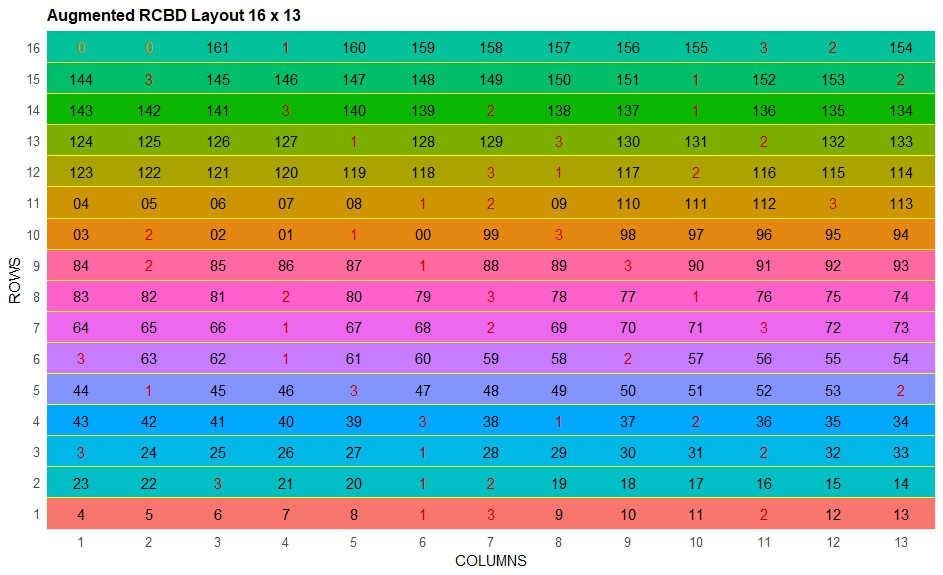 Augmented RCBD Layout 16 x 13
16 0 0 161 1 160 159 158 157 156 155 3 2 154
15 144 3 145 146 147 148 149 150 151 1 152 153 2
14 143 142 141 3 140 139 2 138 137 1 136 135 134
13 124 125 126 127 1 128 129 3 130 131 2 132 133
12 123 122 121 120 119 118 3 1 117 2 116 115 114
11 04 05 06 07 08 1 2 09 110 111 112 3 113
10 03 2 02 01 1 00 99 3 98 97 96 95 94
9 84 2 85 86 87 1 88 89 3 90 91 92 93
8 83 82 81 2 80 79 3 78 77 1 76 75 74
7 64 65 66 1 67 68 2 69 70 71 3 72 73
6 3 63 62 1 61 60 59 58 2 57 56 55 54
5 44 1 45 46 3 47 48 49 50 51 52 53 2
4 43 42 41 40 39 3 38 1 37 2 36 35 34
3 3 24 25 26 27 1 28 29 30 31 2 32 33
2 23 22 3 21 20 1 2 19 18 17 16 15 14
1 4 5 6 7 8 1 3 9 10 11 2 12 13
1 2 3 4 5 6 7 8 9 10 11 12 13
COLUMNS
ROWS